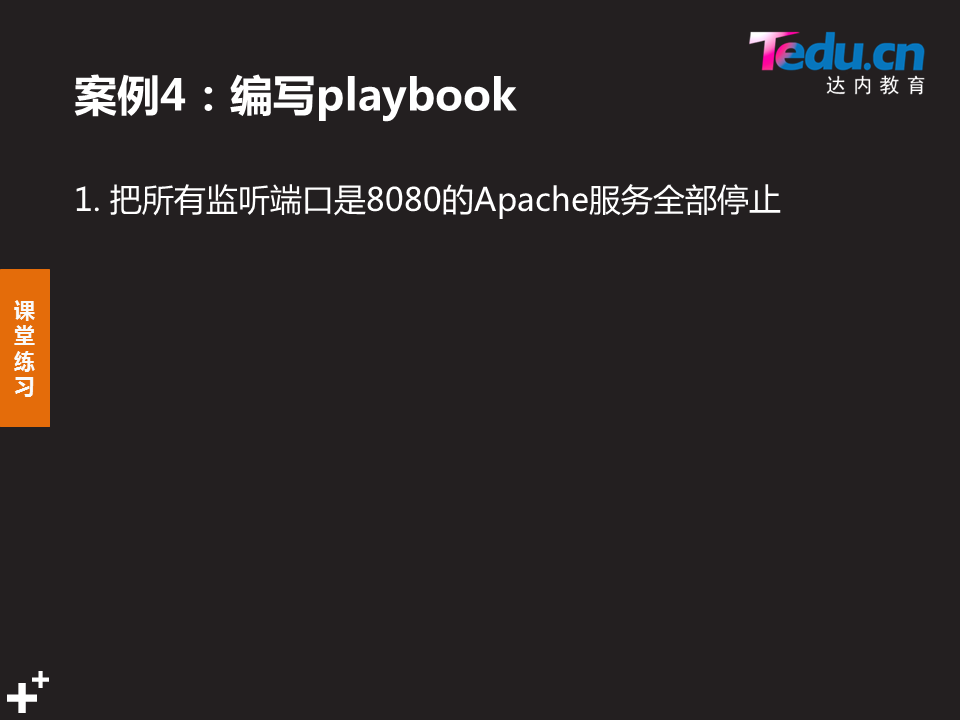 Tedu.cn
达内教育
案例4：编写playbook
1. 把所有监听端口是8080的Apache服务全部停止
课
堂
练
习